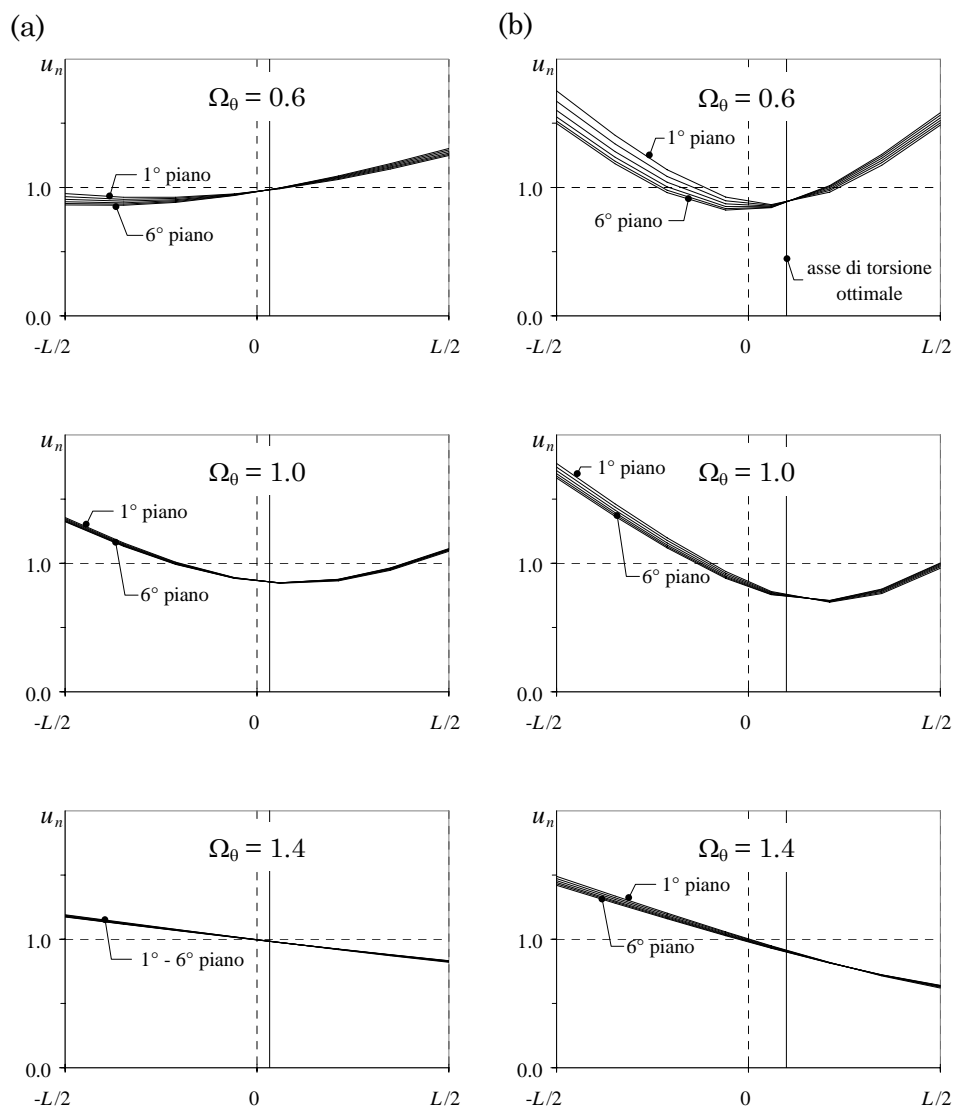 (a)
u_n
Ω_θ = 0.6
1° piano
1.0
6° piano
0.0
-L/2
0
L/2
(b)
u_n
Ω_θ = 0.6
1° piano
1.0
6° piano
asse di torsione
ottimale
0.0
-L/2
0
L/2
u_n
Ω_θ = 1.0
1° piano
1.0
6° piano
0.0
-L/2
0
L/2
u_n
Ω_θ = 1.0
1° piano
1.0
6° piano
0.0
-L/2
0
L/2
u_n
Ω_θ = 1.4
1.0
1° - 6° piano
0.0
-L/2
0
L/2
u_n
Ω_θ = 1.4
1° piano
1.0
6° piano
0.0
-L/2
0
L/2